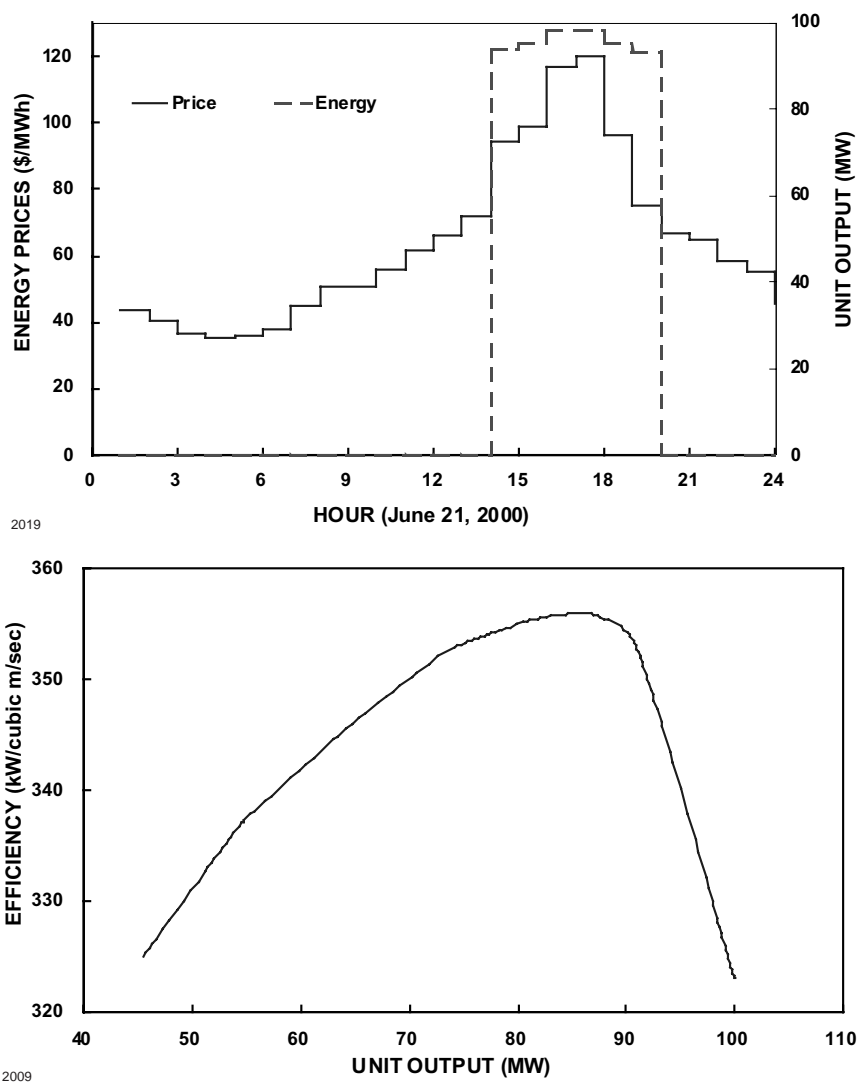 100
120
ENERGY PRICES ($/MWh)
100
80
60
40
20
0
Price
Energy
80
60
40
20
0
UNIT OUTPUT (MW)
0 3 6 9 12 15 18 21 24
HOUR (June 21, 2000)
2019
360
350
340
330
320
EFFICIENCY (kW/cubic m/sec)
40 50 60 70 80 90 100 110
UNIT OUTPUT (MW)
2009